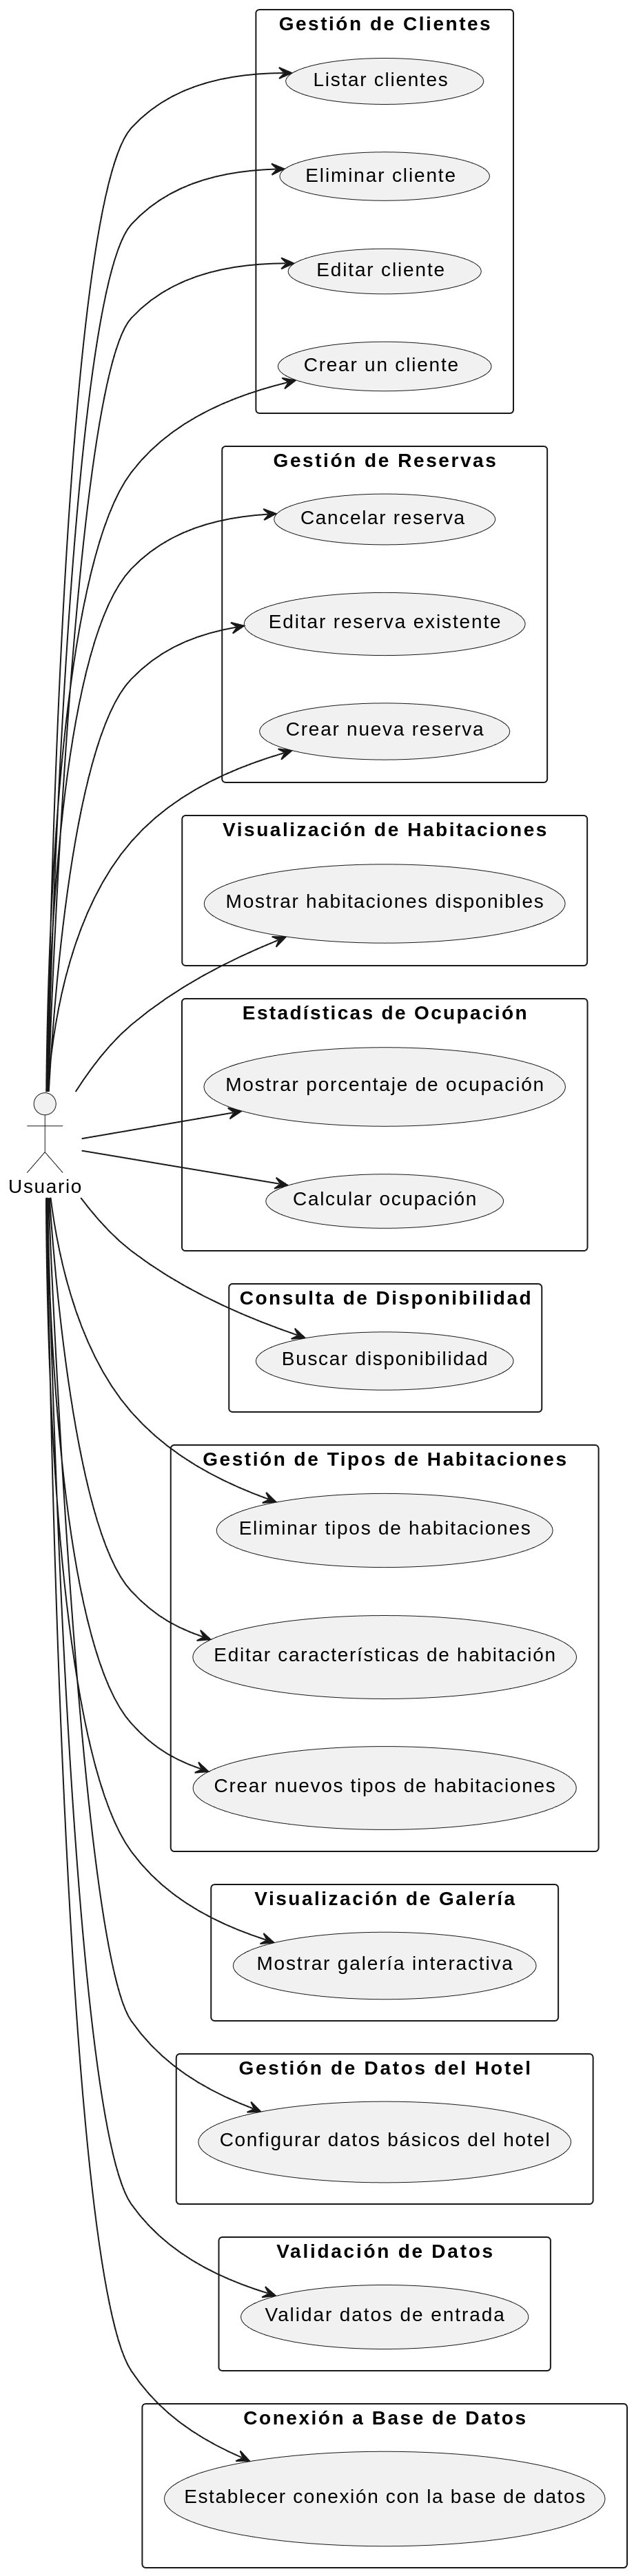 Gestión de Clientes
Listar clientes
Eliminar cliente
Editar cliente
Crear un cliente
Gestión de Reservas
Cancelar reserva
Editar reserva existente
Crear nueva reserva
Visualización de Habitaciones
Mostrar habitaciones disponibles
Estadísticas de Ocupación
Mostrar porcentaje de ocupación
Usuario
Calcular ocupación
Consulta de Disponibilidad
Buscar disponibilidad
Gestión de Tipos de Habitaciones
Eliminar tipos de habitaciones
Editar características de habitación
Crear nuevos tipos de habitaciones
Visualización de Galería
Mostrar galería interactiva
Gestión de Datos del Hotel
Configurar datos básicos del hotel
Validación de Datos
Validar datos de entrada
Conexión a Base de Datos
Establecer conexión con la base de datos